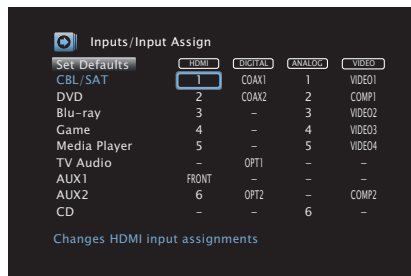 Inputs/Input Assign
Set Defaults HDMI DIGITAL ANALOG VIDEO
CBL/SAT 1 COAX1 1 VIDEO1
DVD 2 COAX2 2 COMP1
Blu-ray 3 – 3 VIDEO2
Game 4 – 4 VIDEO3
Media Player 5 – 5 VIDEO4
TV Audio – OPT1 – –
AUX1 FRONT – – –
AUX2 6 OPT2 – COMP2
CD – – 6 –
Changes HDMI input assignments